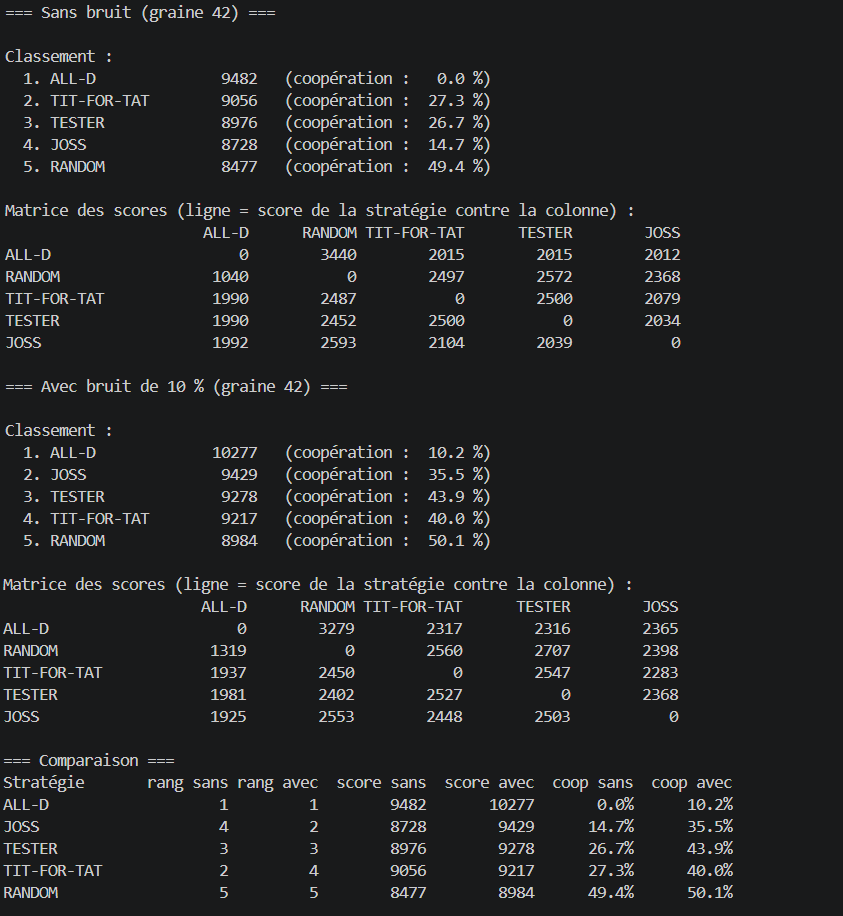 === Sans bruit (graine 42) ===
Classement :
1. ALL-D 9482 (coopération : 0.0 %)
2. TIT-FOR-TAT 9056 (coopération : 27.3 %)
3. TESTER 8976 (coopération : 26.7 %)
4. JOSS 8728 (coopération : 14.7 %)
5. RANDOM 8477 (coopération : 49.4 %)
Matrice des scores (ligne = score de la stratégie contre la colonne) :
ALL-D RANDOM TIT-FOR-TAT TESTER JOSS
ALL-D 0 3440 2015 2015 2012
RANDOM 1040 0 2497 2572 2368
TIT-FOR-TAT 1990 2487 0 2500 2079
TESTER 1990 2452 2500 0 2034
JOSS 1992 2593 2104 2039 0
=== Avec bruit de 10 % (graine 42) ===
Classement :
1. ALL-D 10277 (coopération : 10.2 %)
2. JOSS 9429 (coopération : 35.5 %)
3. TESTER 9278 (coopération : 43.9 %)
4. TIT-FOR-TAT 9217 (coopération : 40.0 %)
5. RANDOM 8984 (coopération : 50.1 %)
Matrice des scores (ligne = score de la stratégie contre la colonne) :
ALL-D RANDOM TIT-FOR-TAT TESTER JOSS
ALL-D 0 3279 2317 2316 2365
RANDOM 1319 0 2560 2707 2398
TIT-FOR-TAT 1937 2450 0 2547 2283
TESTER 1981 2402 2527 0 2368
JOSS 1925 2553 2448 2503 0
=== Comparaison ===
Stratégie rang sans rang avec score sans score avec coop sans coop avec
ALL-D 1 1 9482 10277 0.0% 10.2%
JOSS 4 2 8728 9429 14.7% 35.5%
TESTER 3 3 8976 9278 26.7% 43.9%
TIT-FOR-TAT 2 4 9056 9217 27.3% 40.0%
RANDOM 5 5 8477 8984 49.4% 50.1%